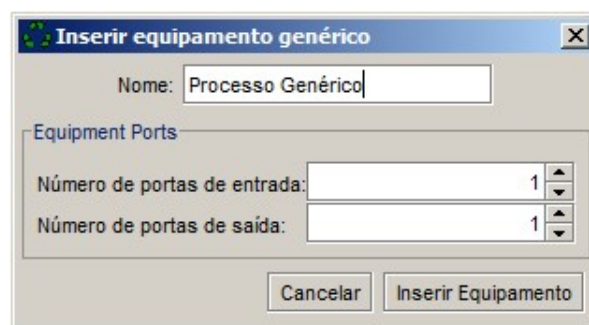 Inserir equipamento genérico
Nome: Processo Genérico
Equipment Ports
Número de portas de entrada: 1
Número de portas de saída: 1
Cancelar Inserir Equipamento